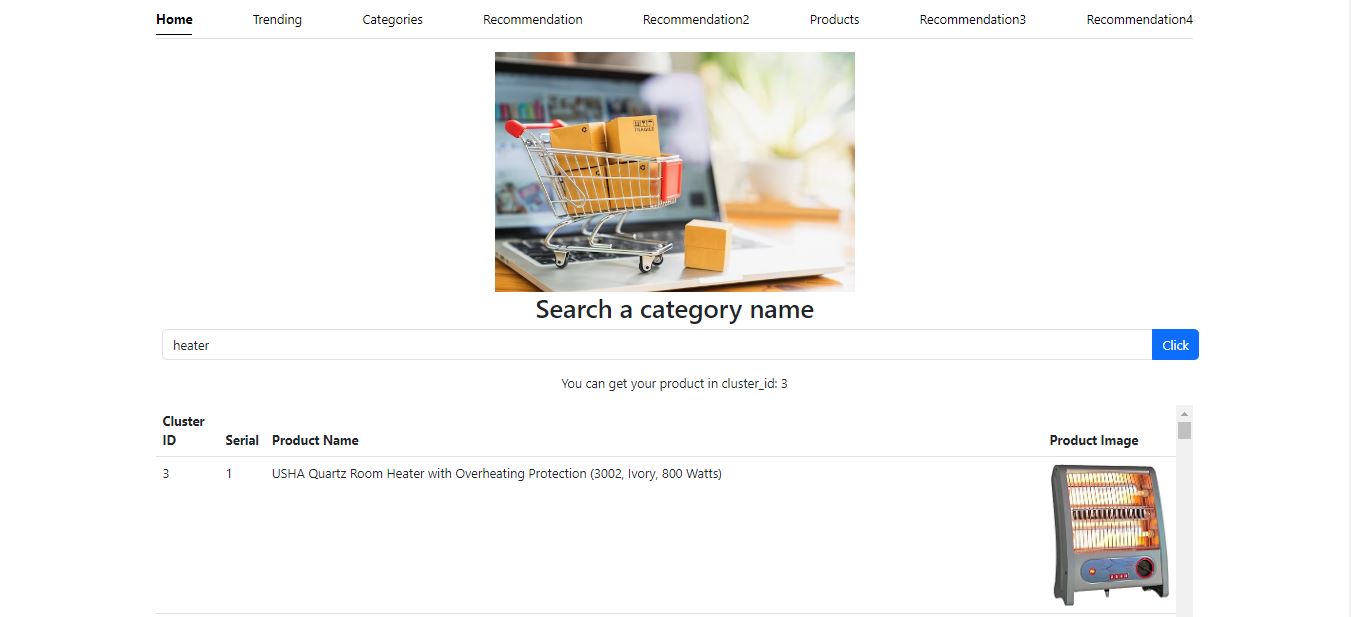 Home Trending Categories Recommendation Recommendation2 Products Recommendation3 Recommendation4
FRAGILE
Search a category name
heater Click
You can get your product in cluster_id: 3
Cluster
ID Serial Product Name Product Image
3 1 USHA Quartz Room Heater with Overheating Protection (3002, Ivory, 800 Watts)